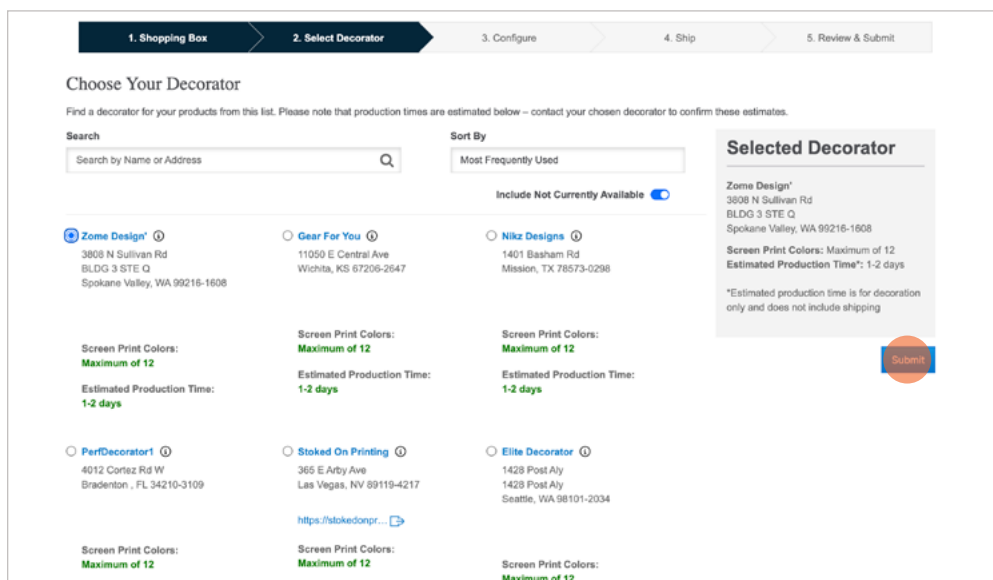 1. Shopping Box
2. Select Decorator
3. Configure
4. Ship
5. Review & Submit
Choose Your Decorator
Find a decorator for your products from this list. Please note that production times are estimated below – contact your chosen decorator to confirm these estimates.
Search
Search by Name or Address
Sort By
Most Frequently Used
Include Not Currently Available
Zome Design'
3808 N Sullivan Rd
BLDG 3 STE Q
Spokane Valley, WA 99216-1608
Screen Print Colors:
Maximum of 12
Estimated Production Time:
1-2 days
Gear For You
11050 E Central Ave
Wichita, KS 67206-2647
Screen Print Colors:
Maximum of 12
Estimated Production Time:
1-2 days
Nikz Designs
1401 Basham Rd
Mission, TX 78573-0298
Screen Print Colors:
Maximum of 12
Estimated Production Time:
1-2 days
PerfDecorator1
4012 Cortez Rd W
Bradenton , FL 34210-3109
Screen Print Colors:
Maximum of 12
Stoked On Printing
365 E Arby Ave
Las Vegas, NV 89119-4217
https://stokedonpr...
Screen Print Colors:
Maximum of 12
Elite Decorator
1428 Post Aly
1428 Post Aly
Seattle, WA 98101-2034
Screen Print Colors:
Maximum of 12
Selected Decorator
Zome Design'
3808 N Sullivan Rd
BLDG 3 STE Q
Spokane Valley, WA 99216-1608
Screen Print Colors: Maximum of 12
Estimated Production Time*: 1-2 days
*Estimated production time is for decoration
only and does not include shipping
Submit